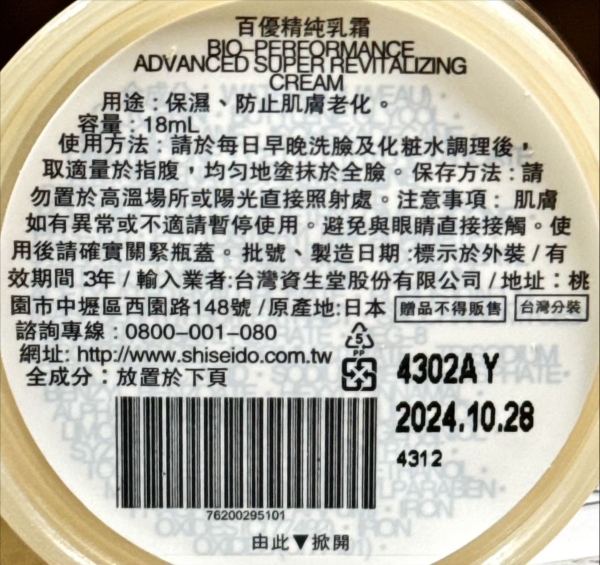 百優精純乳霜
BIO-PERFORMANCE
ADVANCED SUPER REVITALIZING
CREAM
用途：保濕、防止肌膚老化。
容量：18mL
使用方法：請於每日早晚洗臉及化粧水調理後，
取適量於指腹，均勻地塗抹於全臉。保存方法：請
勿置於高溫場所或陽光直接照射處。注意事項：肌膚
如有異常或不適請暫停使用。避免與眼睛直接接觸。使
用後請確實關緊瓶蓋。批號、製造日期:標示於外裝/有
效期間 3年/輸入業者:台灣資生堂股份有限公司/地址：桃
園市中壢區西園路148號/原產地:日本 贈品不得販售 台灣分裝
諮詢專線：0800-001-080
網址: http://www.shiseido.com.tw
全成分：放置於下頁
5
PP
4302AY
2024.10.28
4312
76200295101
由此▼掀開